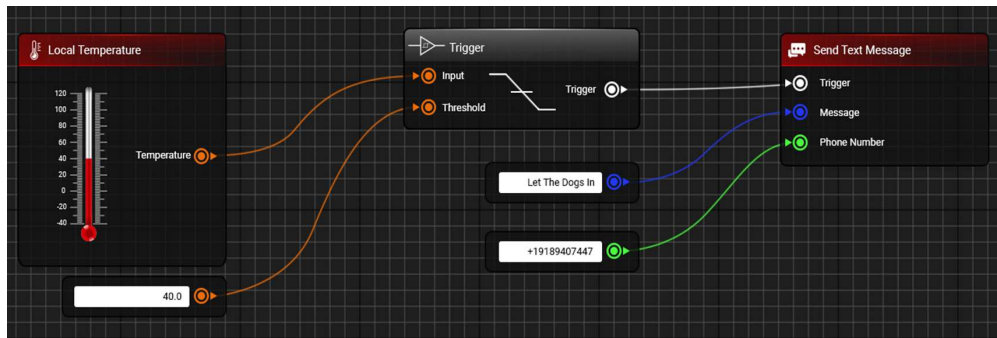 Local Temperature
120
100
80
60
40
20
0
-20
-40
Temperature
40.0
Trigger
Input
Threshold
Trigger
Let The Dogs In
+19189407447
Send Text Message
Trigger
Message
Phone Number